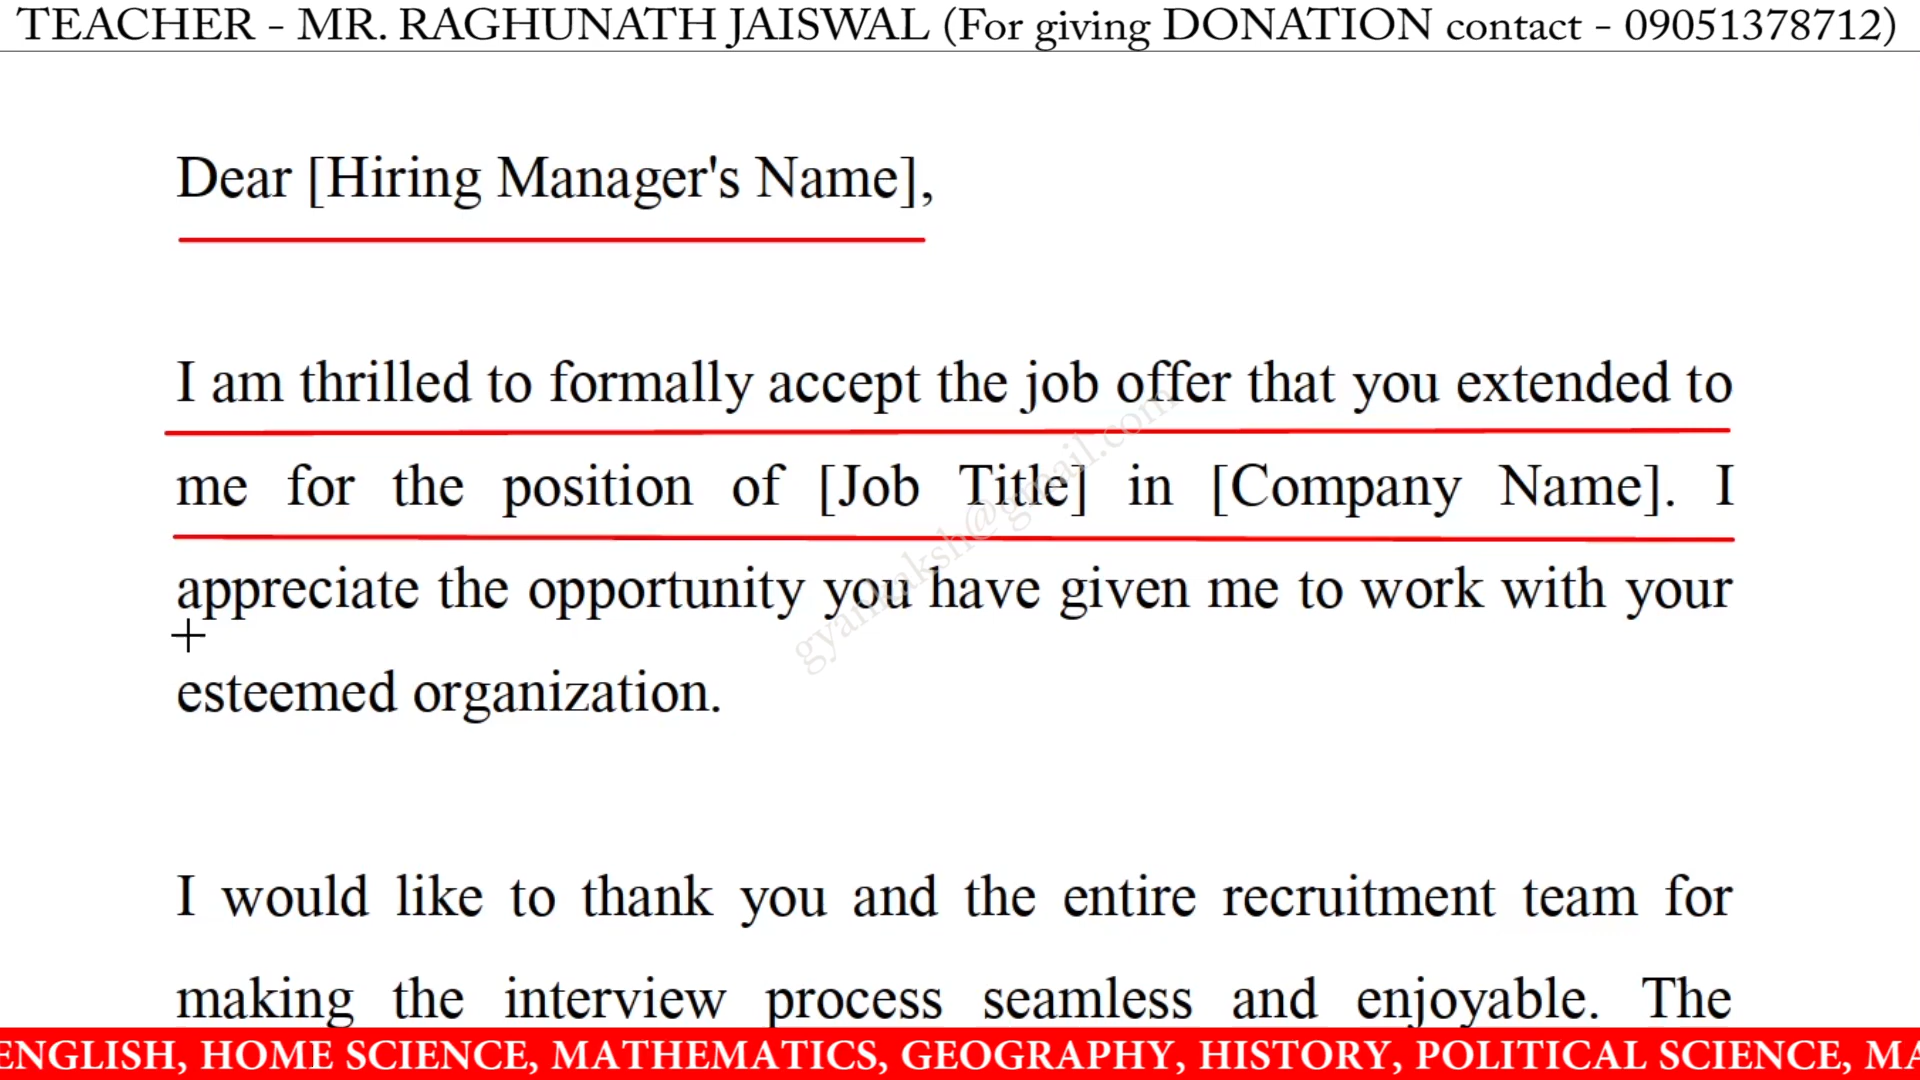 TEACHER - MR. RAGHUNATH JAISWAL (For giving DONATION contact - 09051378712)
Dear [Hiring Manager's Name],
I am thrilled to formally accept the job offer that you extended to
me for the position of [Job Title] in [Company Name]. I
appreciate the opportunity you have given me to work with your
esteemed organization.
I would like to thank you and the entire recruitment team for
making the interview process seamless and enjoyable. The
ENGLISH, HOME SCIENCE, MATHEMATICS, GEOGRAPHY, HISTORY, POLITICAL SCIENCE, MA